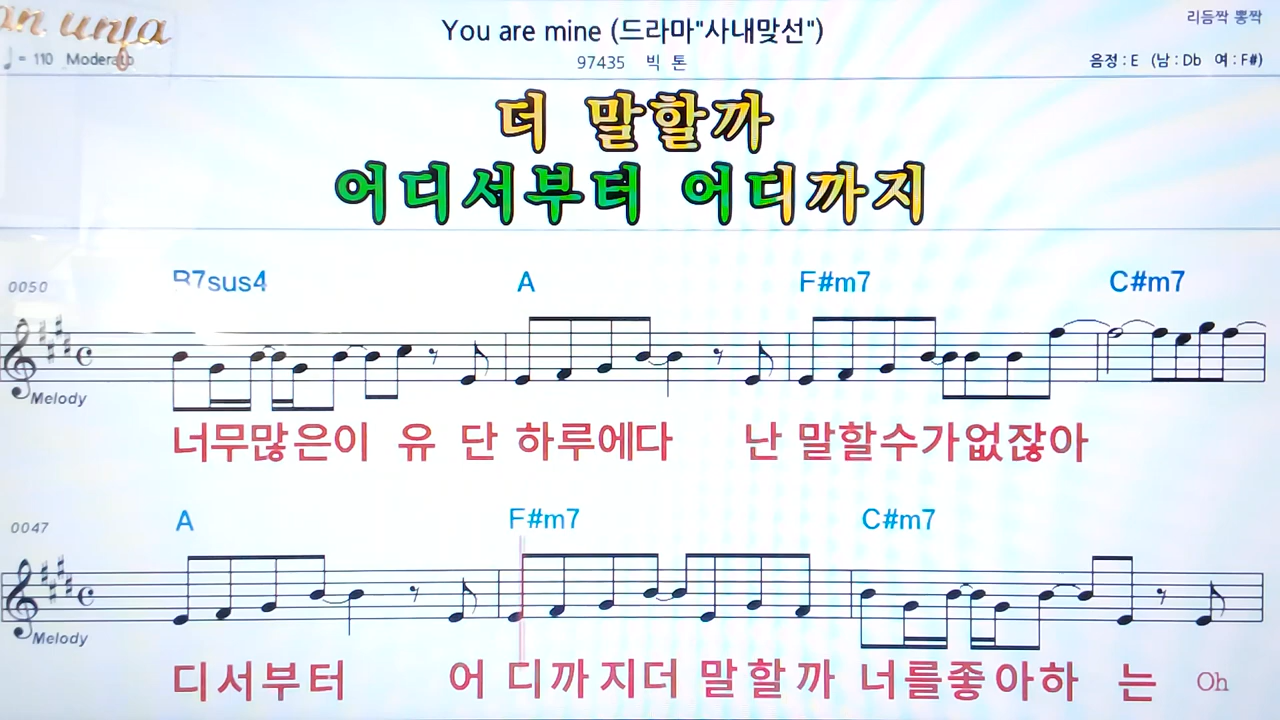 an unja
리듬짝 뽕짝
You are mine (드라마"사내맞선")
♩= 110 Moderato
97435 빅 톤
음정 : E (남 : Db 여 : F#)
더 말할까
어디서부터 어디까지
0050
B7sus4 A F#m7 C#m7
Melody
너무많은이 유 단 하루에다 난 말할수가없잖아
0047
A F#m7 C#m7
Melody
디서부터 어 디까지더 말할까 너를좋아하 는 Oh